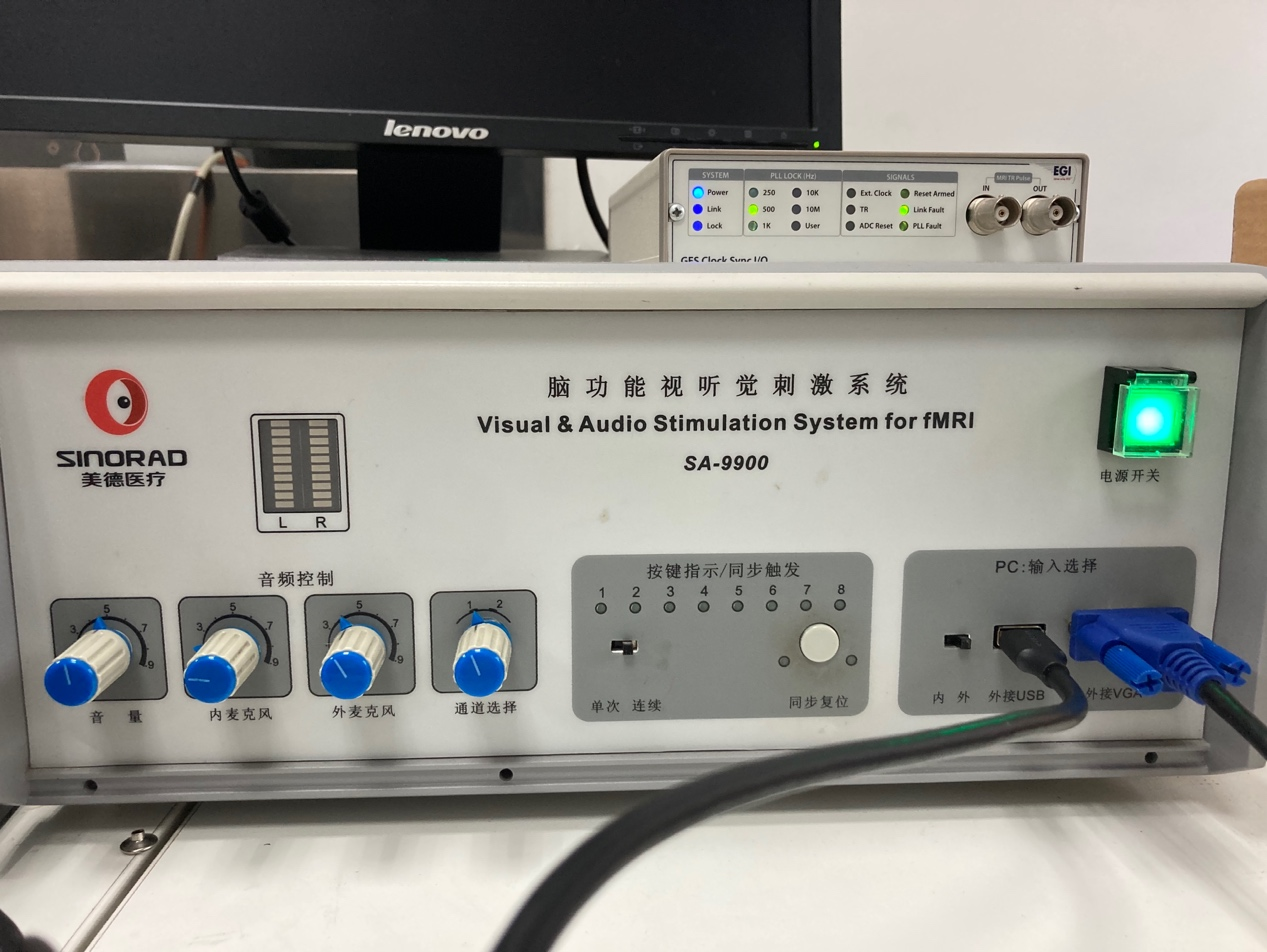 lenovo
EGI
SYSTEM
Power
Link
Lock
PLL LOCK (Hz)
250
10K
500
10M
1K
User
SIGNALS
Ext. Clock
Reset Armed
TR
Link Fault
ADC Reset
PLL Fault
MRI TR Pulse
IN
OUT
GES Clock Sync I/O
SINORAD
美德医疗
L R
脑功能视听觉刺激系统
Visual & Audio Stimulation System for fMRI
SA-9900
电源开关
音频控制
3 5 7 9
音 量
3 5 7 9
内麦克风
3 5 7 9
外麦克风
1 2
通道选择
按键指示/同步触发
1 2 3 4 5 6 7 8
单次 连续
同步复位
PC:输入选择
内 外
外接USB
外接VGA